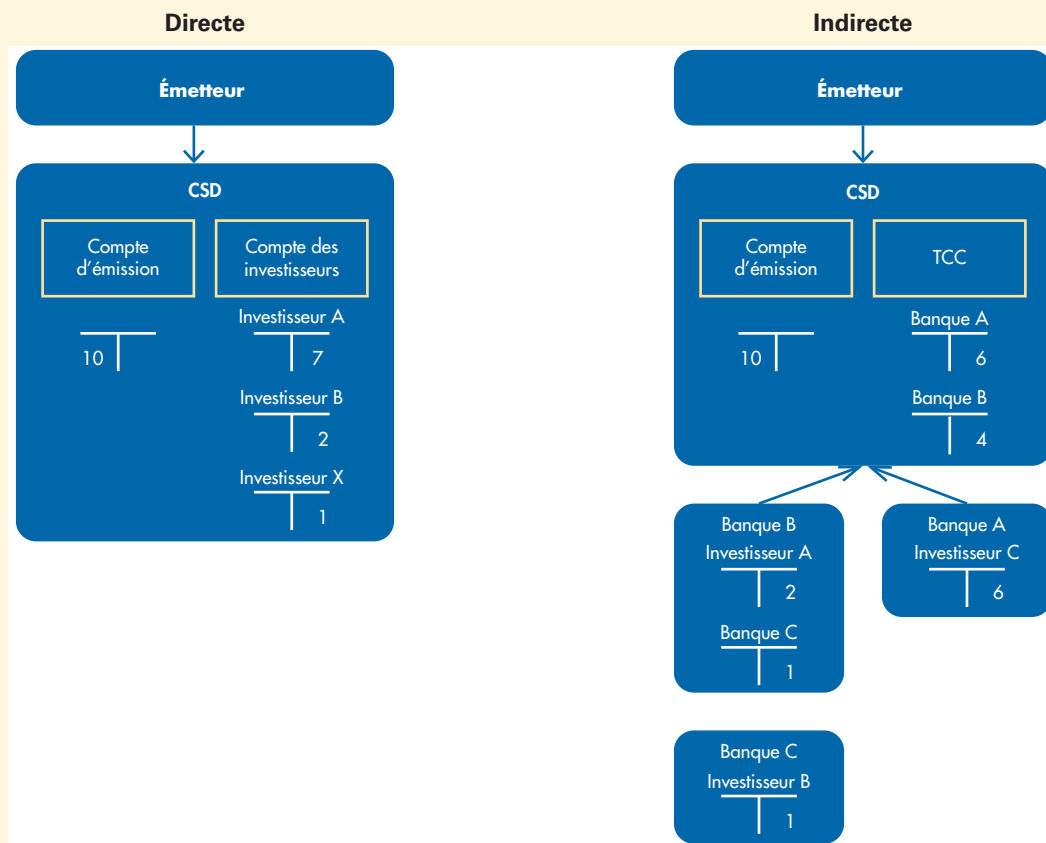 Directe
Émetteur
CSD
Compte
d'émission
Compte des
investisseurs
10
Investisseur A
7
Investisseur B
2
Investisseur X
1
Indirecte
Émetteur
CSD
Compte
d'émission
TCC
10
Banque A
6
Banque B
4
Banque B
Investisseur A
2
Banque C
1
Banque A
Investisseur C
6
Banque C
Investisseur B
1